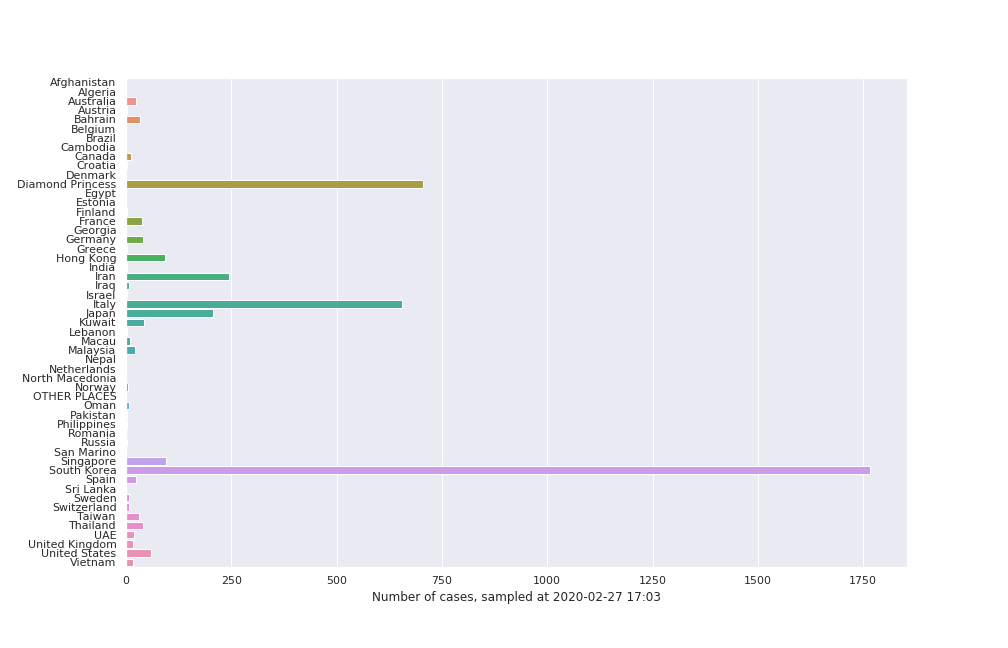 Afghanistan
Algeria
Australia
Austria
Bahrain
Belgium
Brazil
Cambodia
Canada
Croatia
Denmark
Diamond Princess
Egypt
Estonia
Finland
France
Georgia
Germany
Greece
Hong Kong
India
Iran
Iraq
Israel
Italy
Japan
Kuwait
Lebanon
Macau
Malaysia
Nepal
Netherlands
North Macedonia
Norway
OTHER PLACES
Oman
Pakistan
Philippines
Romania
Russia
San Marino
Singapore
South Korea
Spain
Sri Lanka
Sweden
Switzerland
Taiwan
Thailand
UAE
United Kingdom
United States
Vietnam
0 250 500 750 1000 1250 1500 1750
Number of cases, sampled at 2020-02-27 17:03